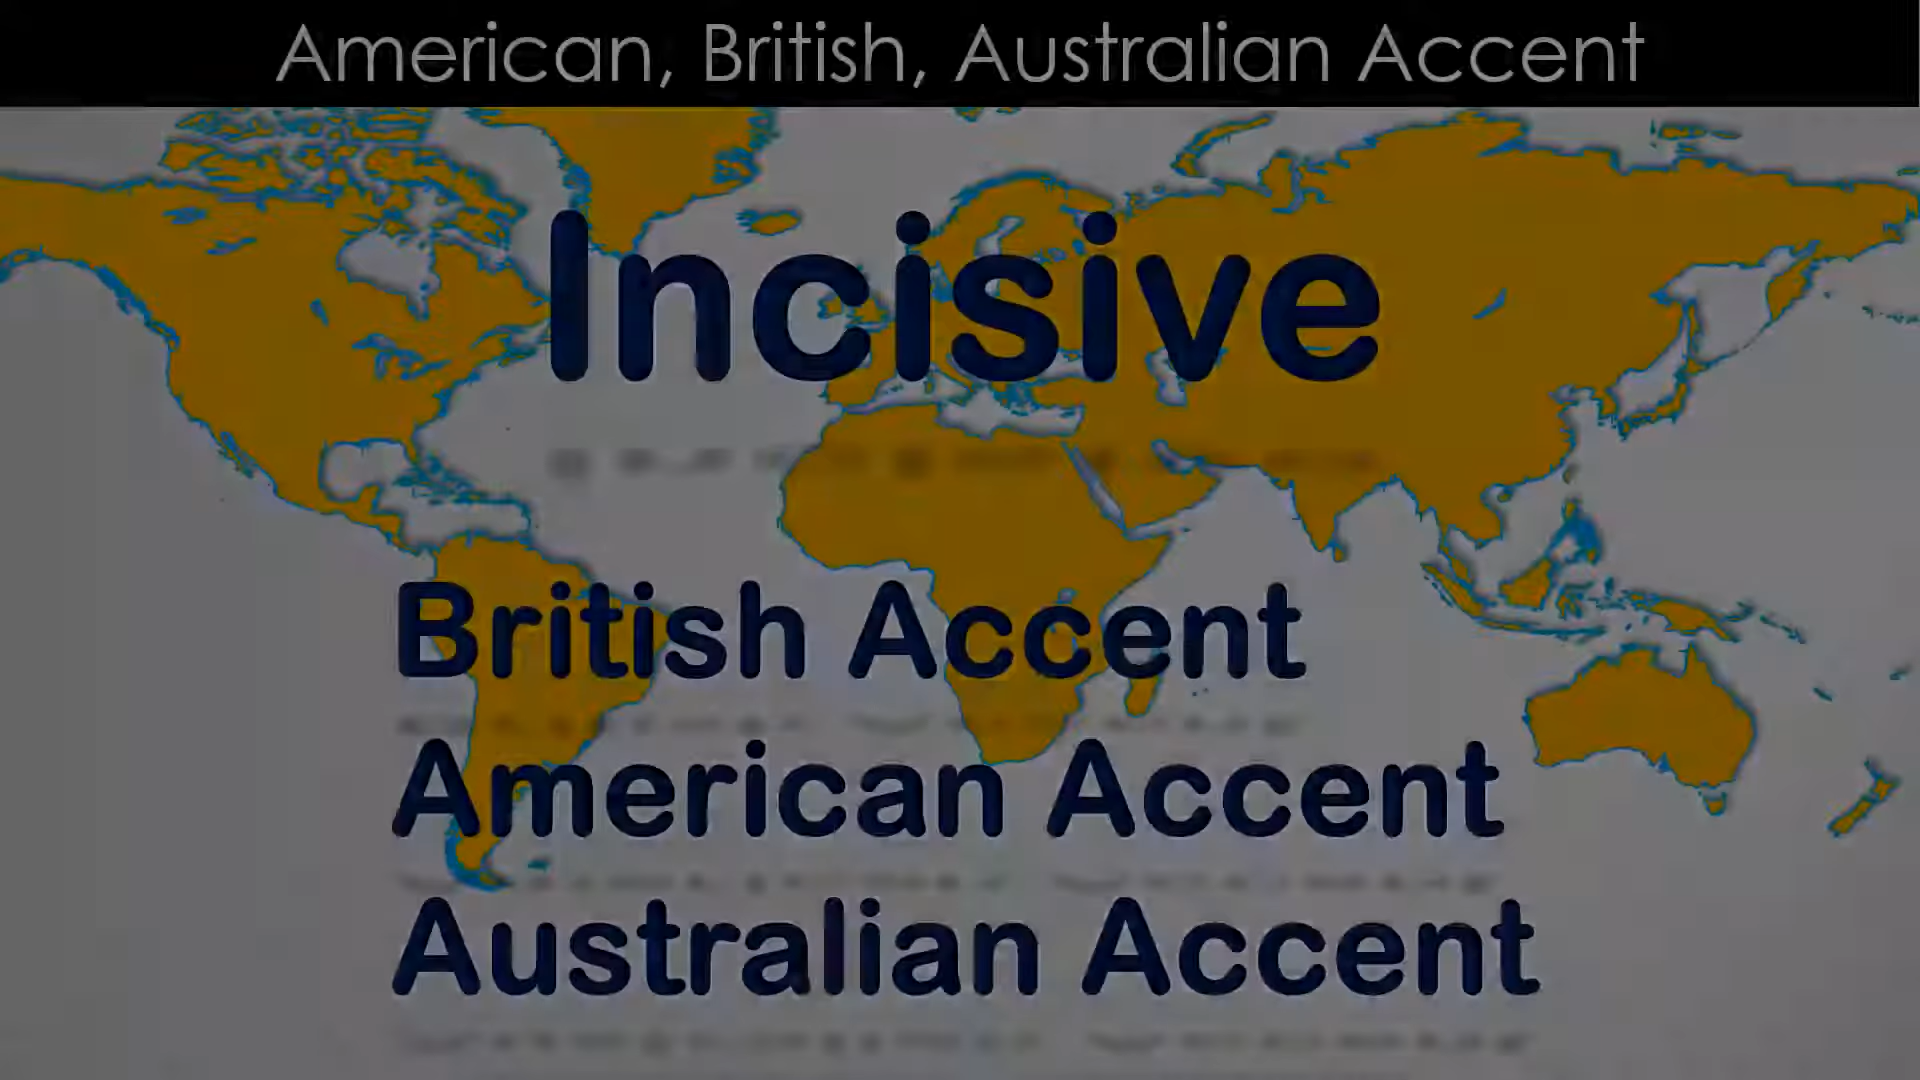 American, British, Australian Accent
Incisive
British Accent
American Accent
Australian Accent